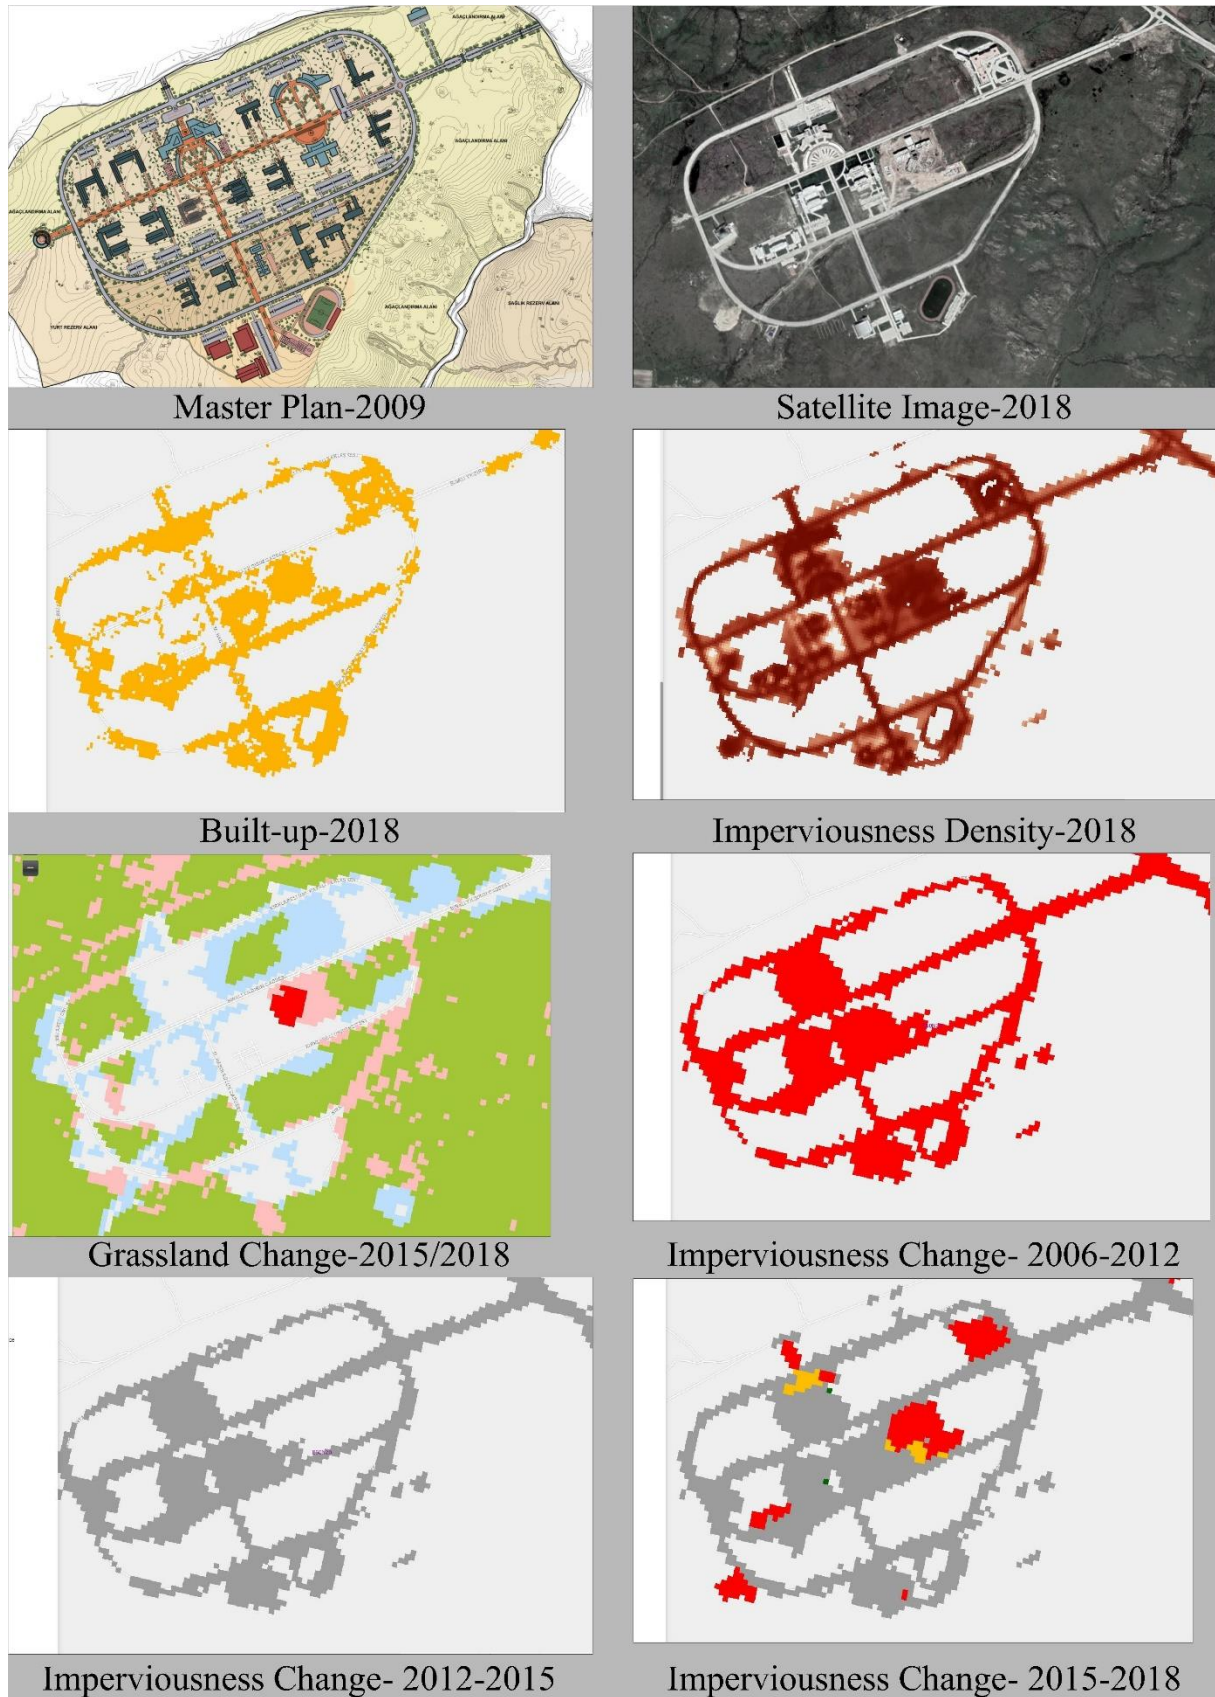 AĞAÇLANDIRMA ALANI
AĞAÇLANDIRMA ALANI
AĞAÇLANDIRMA ALANI
AĞAÇLANDIRMA ALANI
AĞAÇLANDIRMA ALANI
SAĞLIK REZERV ALANI
YURT REZERV ALANI
Master Plan-2009
Satellite Image-2018
Built-up-2018
Imperviousness Density-2018
Grassland Change-2015/2018
Imperviousness Change- 2006-2012
Imperviousness Change- 2012-2015
Imperviousness Change- 2015-2018